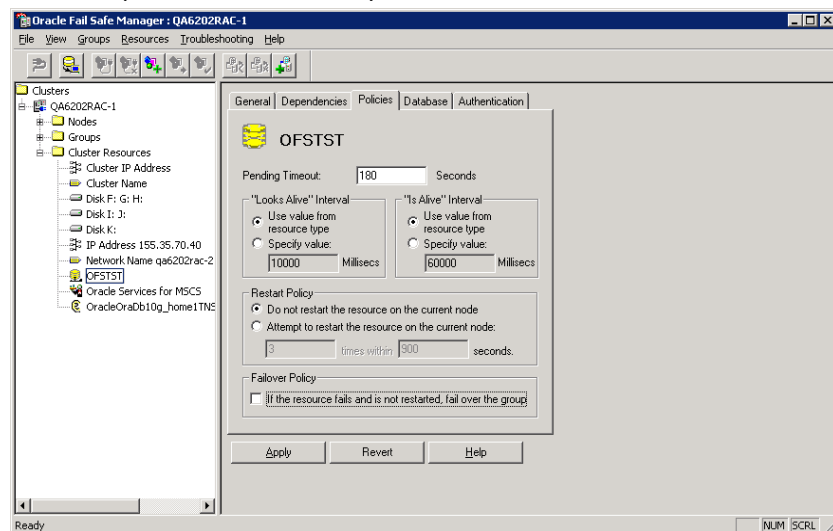 Oracle Fail Safe Manager : QA6202RAC-1
File View Groups Resources Troubleshooting Help
Clusters
QA6202RAC-1
Nodes
Groups
Cluster Resources
Cluster IP Address
Cluster Name
Disk F: G: H:
Disk I: J:
Disk K:
IP Address 155.35.70.40
Network Name qa6202rac-2
OFSTST
Oracle Services for MSCS
OracleOraDb10g_home1TNS
General Dependencies Policies Database Authentication
OFSTST
Pending Timeout: 180 Seconds
"Looks Alive" Interval
Use value from
resource type
Specify value:
10000 Millisecs
"Is Alive" Interval
Use value from
resource type
Specify value:
60000 Millisecs
Restart Policy
Do not restart the resource on the current node
Attempt to restart the resource on the current node:
3 times within 900 seconds.
Failover Policy
If the resource fails and is not restarted, fail over the group
Apply Revert Help
Ready
NUM SCRL